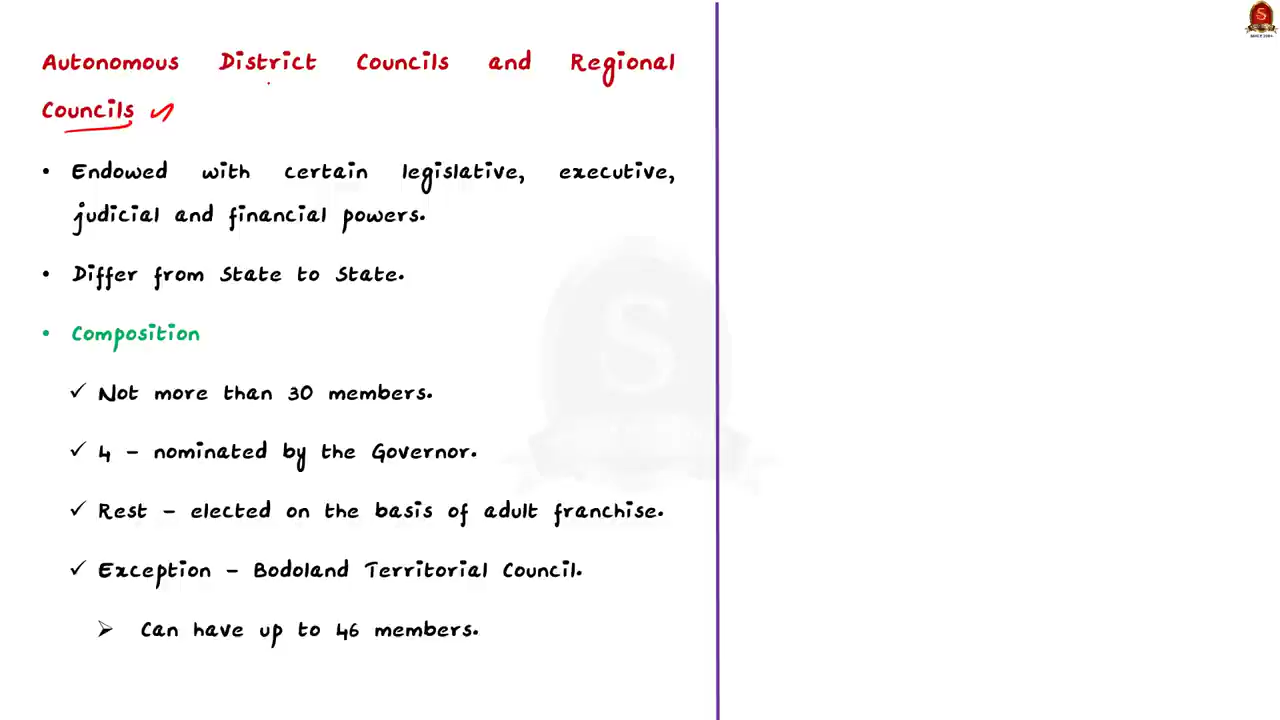 Autonomous District Councils and Regional
Councils
• Endowed with certain legislative, executive,
judicial and financial powers.
• Differ from State to State.
• Composition
✓ Not more than 30 members.
✓ 4 – nominated by the Governor.
✓ Rest – elected on the basis of adult franchise.
✓ Exception – Bodoland Territorial Council.
➢ Can have up to 46 members.
S